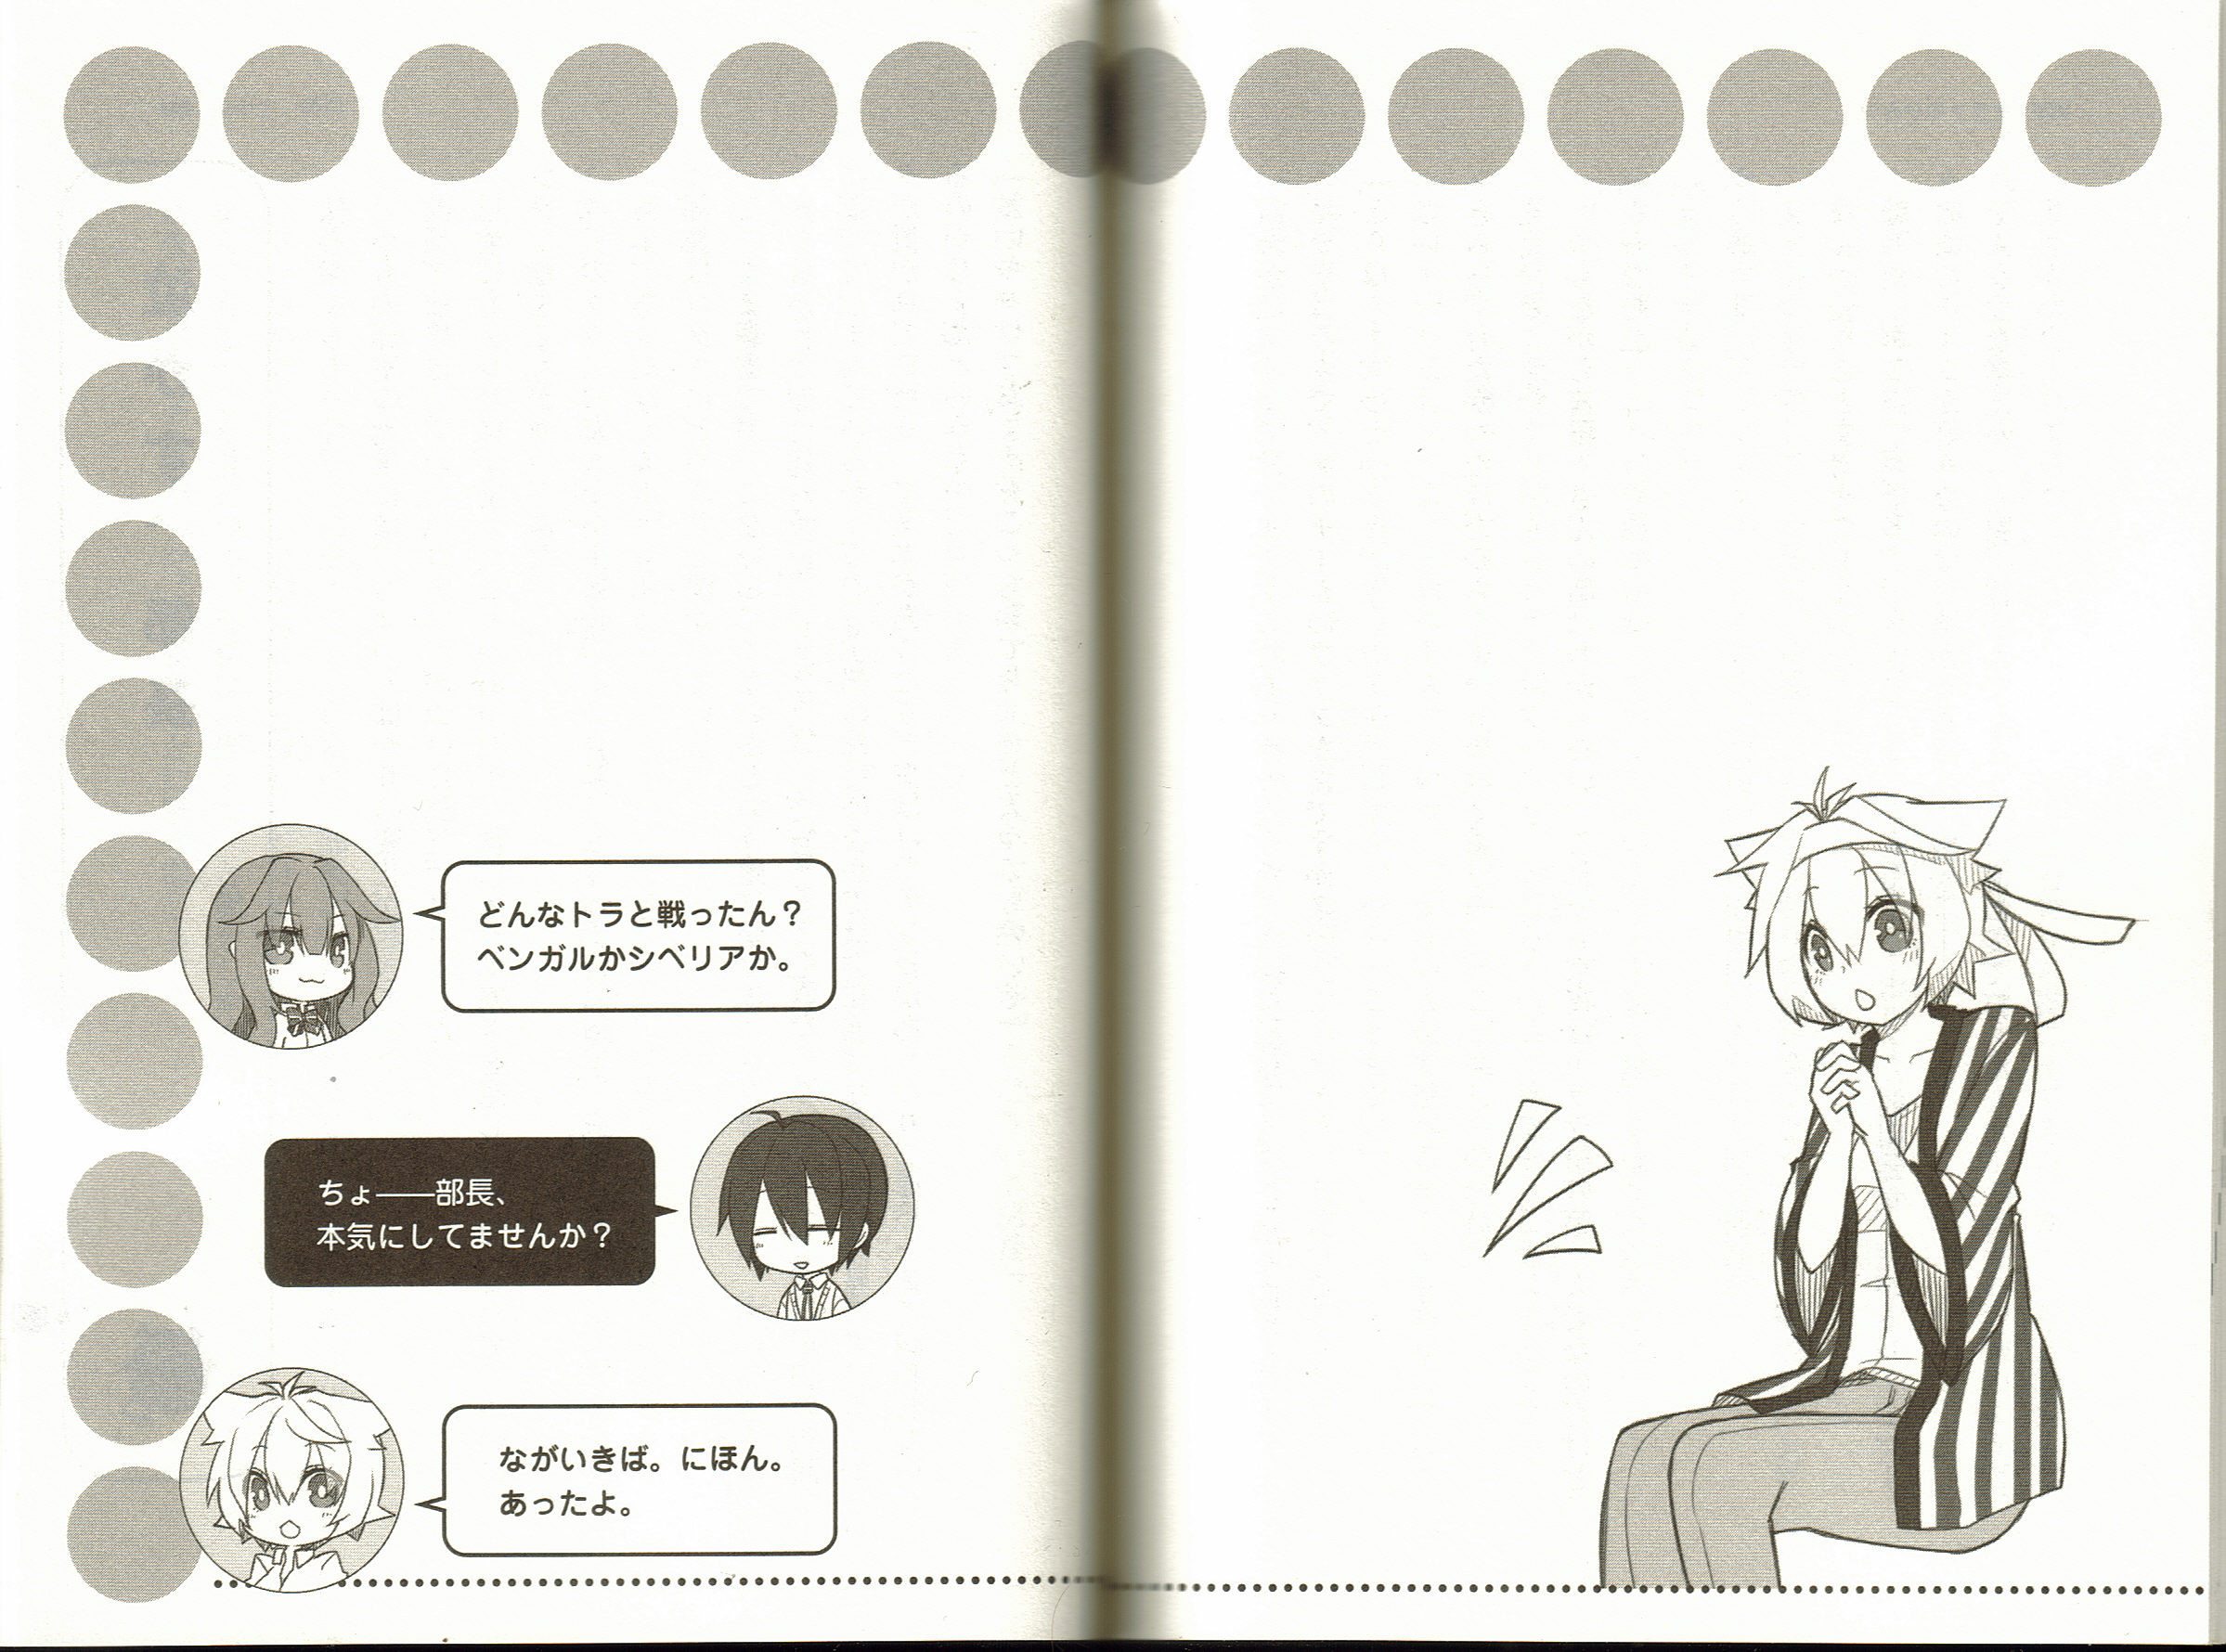 どんなトラと戦ったん？
ベンガルかシベリアか。
ちょ――部長、
本気にしてませんか？
ながいきば。にほん。
あったよ。